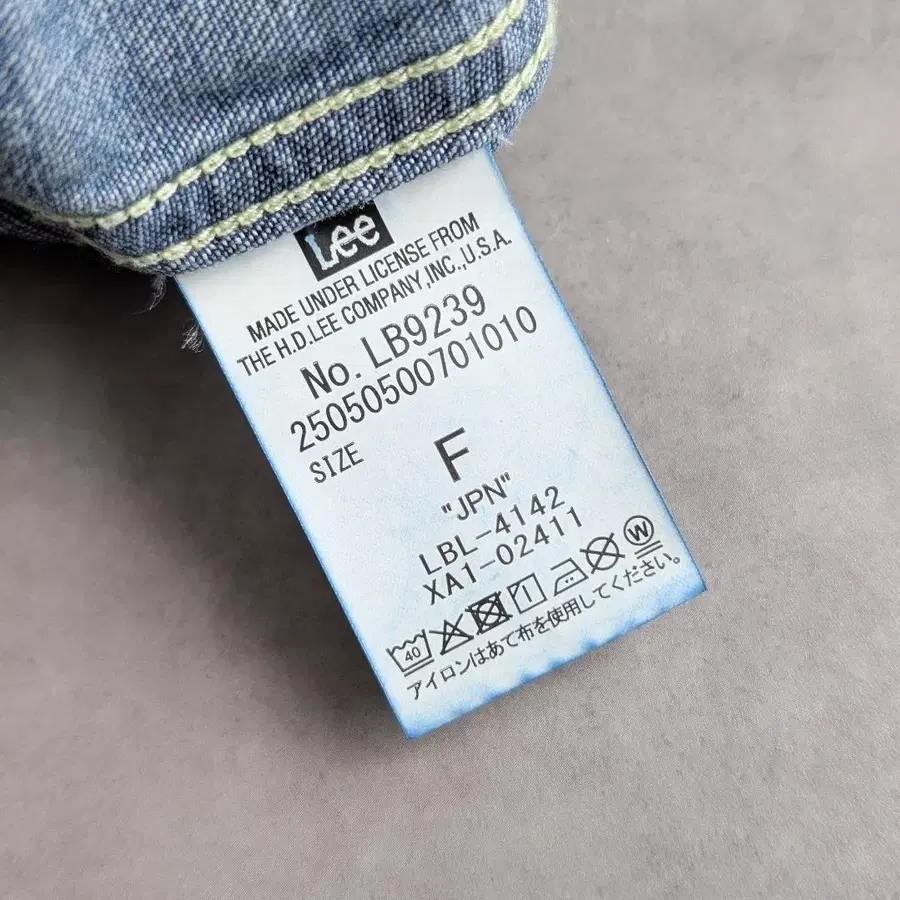 Lee
MADE UNDER LICENSE FROM
THE H.D.LEE COMPANY,INC.,U.S.A.
No. LB9239
25050500701010
SIZE F
"JPN"
LBL-4142
XA1-02411
40 W
アイロンはあて布を使用してください。